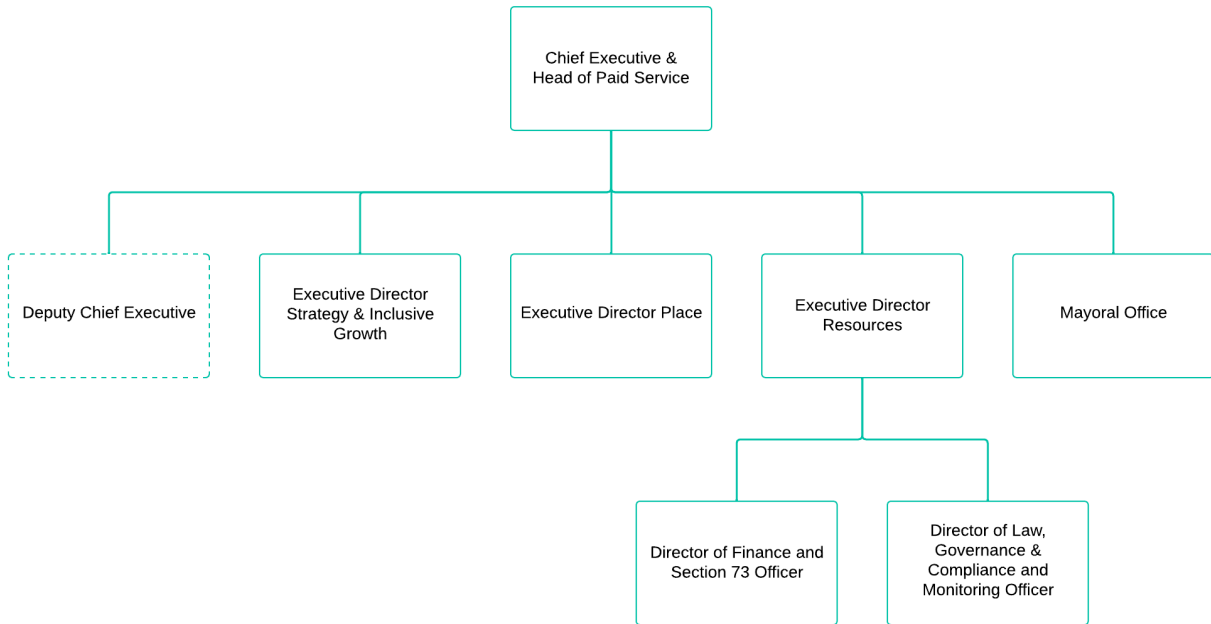 Chief Executive &
Head of Paid Service
Deputy Chief Executive
Executive Director
Strategy & Inclusive
Growth
Executive Director Place
Executive Director
Resources
Mayoral Office
Director of Finance and
Section 73 Officer
Director of Law,
Governance &
Compliance and
Monitoring Officer